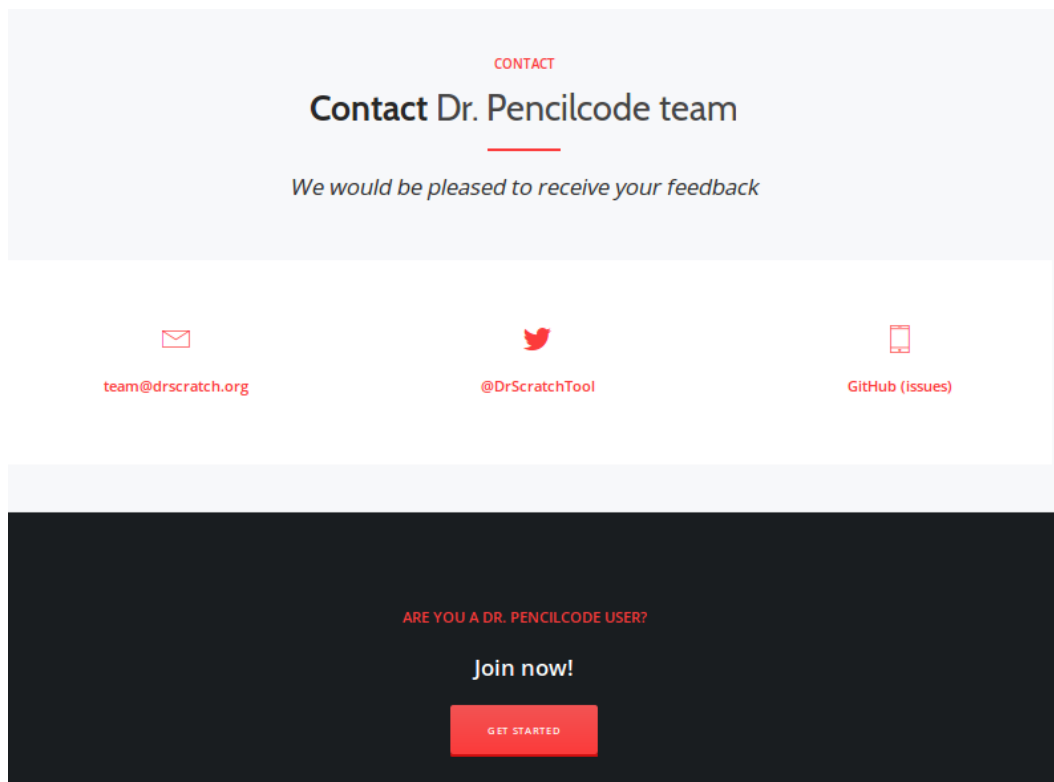 CONTACT
Contact Dr. Pencilcode team
We would be pleased to receive your feedback
team@drscratch.org
@DrScratchTool
GitHub (issues)
ARE YOU A DR. PENCILCODE USER?
Join now!
GET STARTED